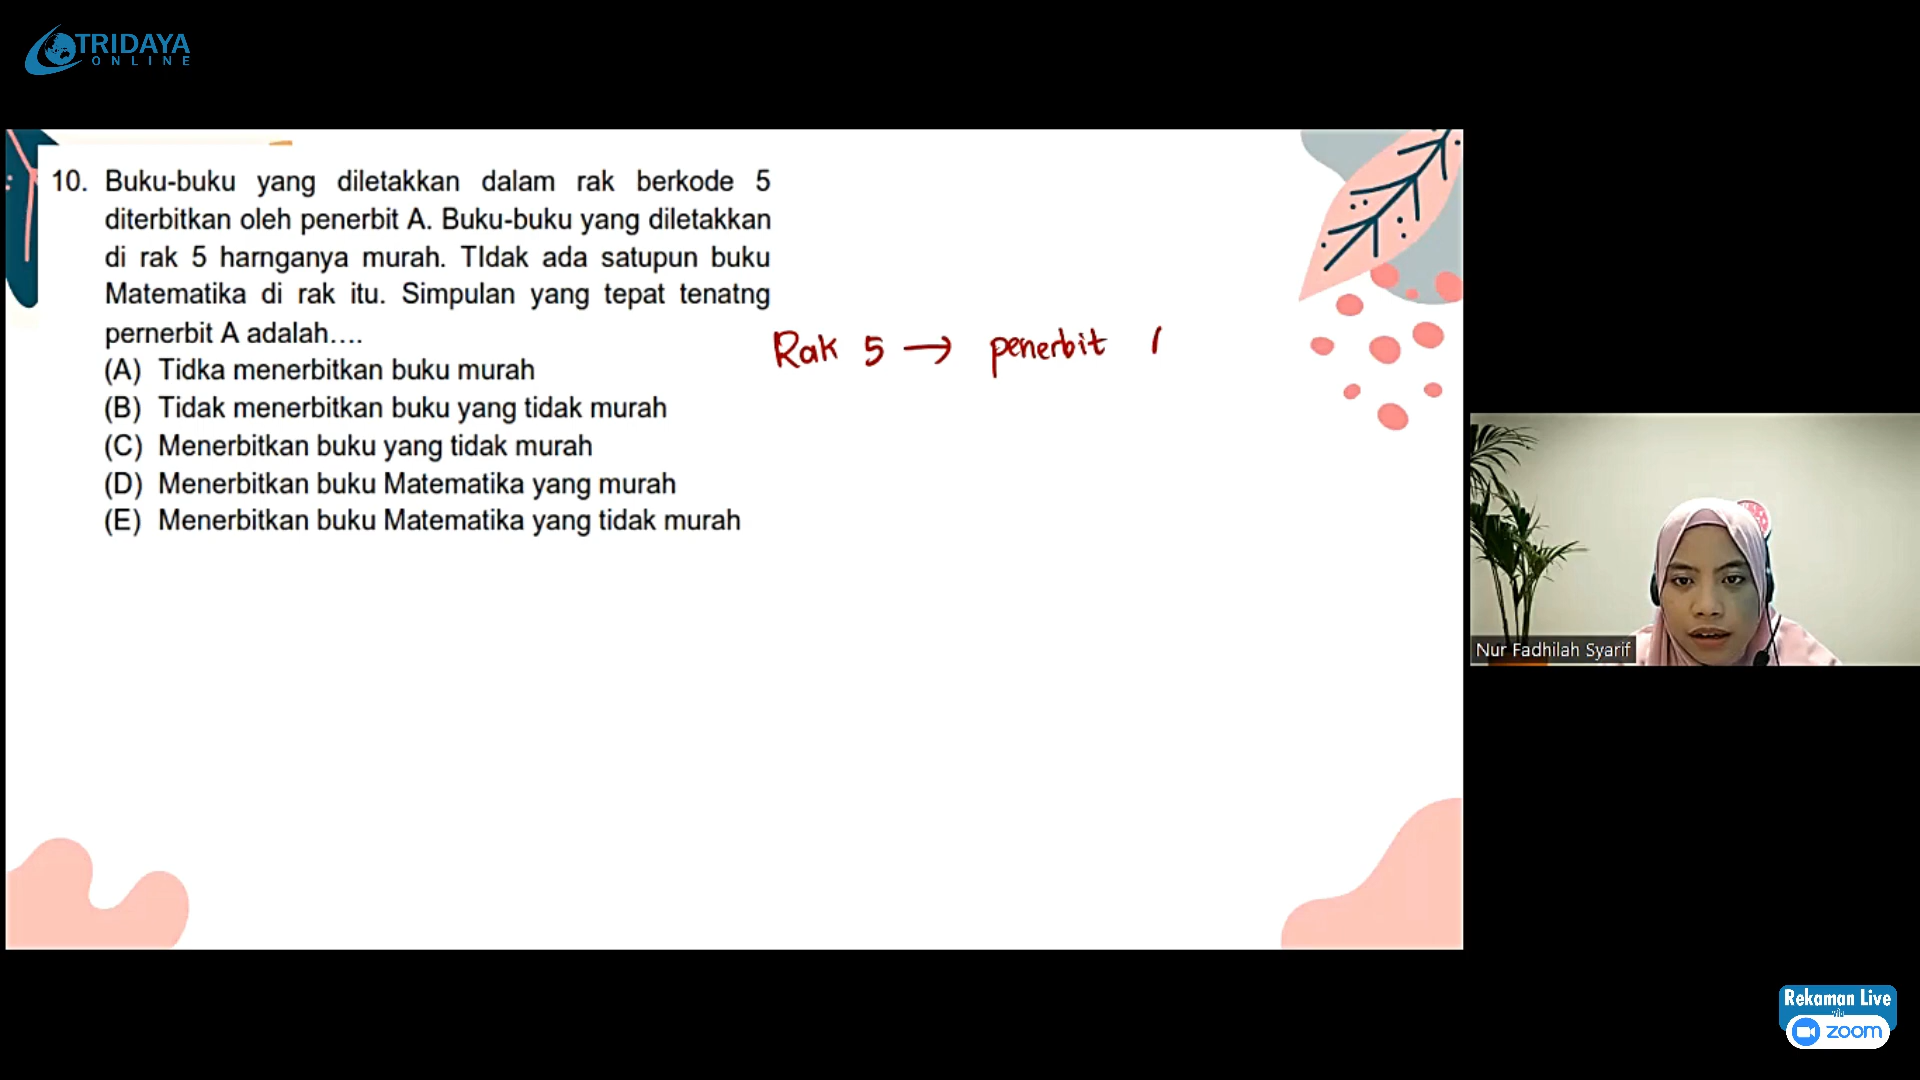 TRIDAYA
ONLINE
10. Buku-buku yang diletakkan dalam rak berkode 5
diterbitkan oleh penerbit A. Buku-buku yang diletakkan
di rak 5 harnganya murah. TIdak ada satupun buku
Matematika di rak itu. Simpulan yang tepat tenatng
pernerbit A adalah....
(A) Tidka menerbitkan buku murah
(B) Tidak menerbitkan buku yang tidak murah
(C) Menerbitkan buku yang tidak murah
(D) Menerbitkan buku Matematika yang murah
(E) Menerbitkan buku Matematika yang tidak murah
Rak 5 → penerbit
Nur Fadhilah Syarif
Rekaman Live
via
zoom